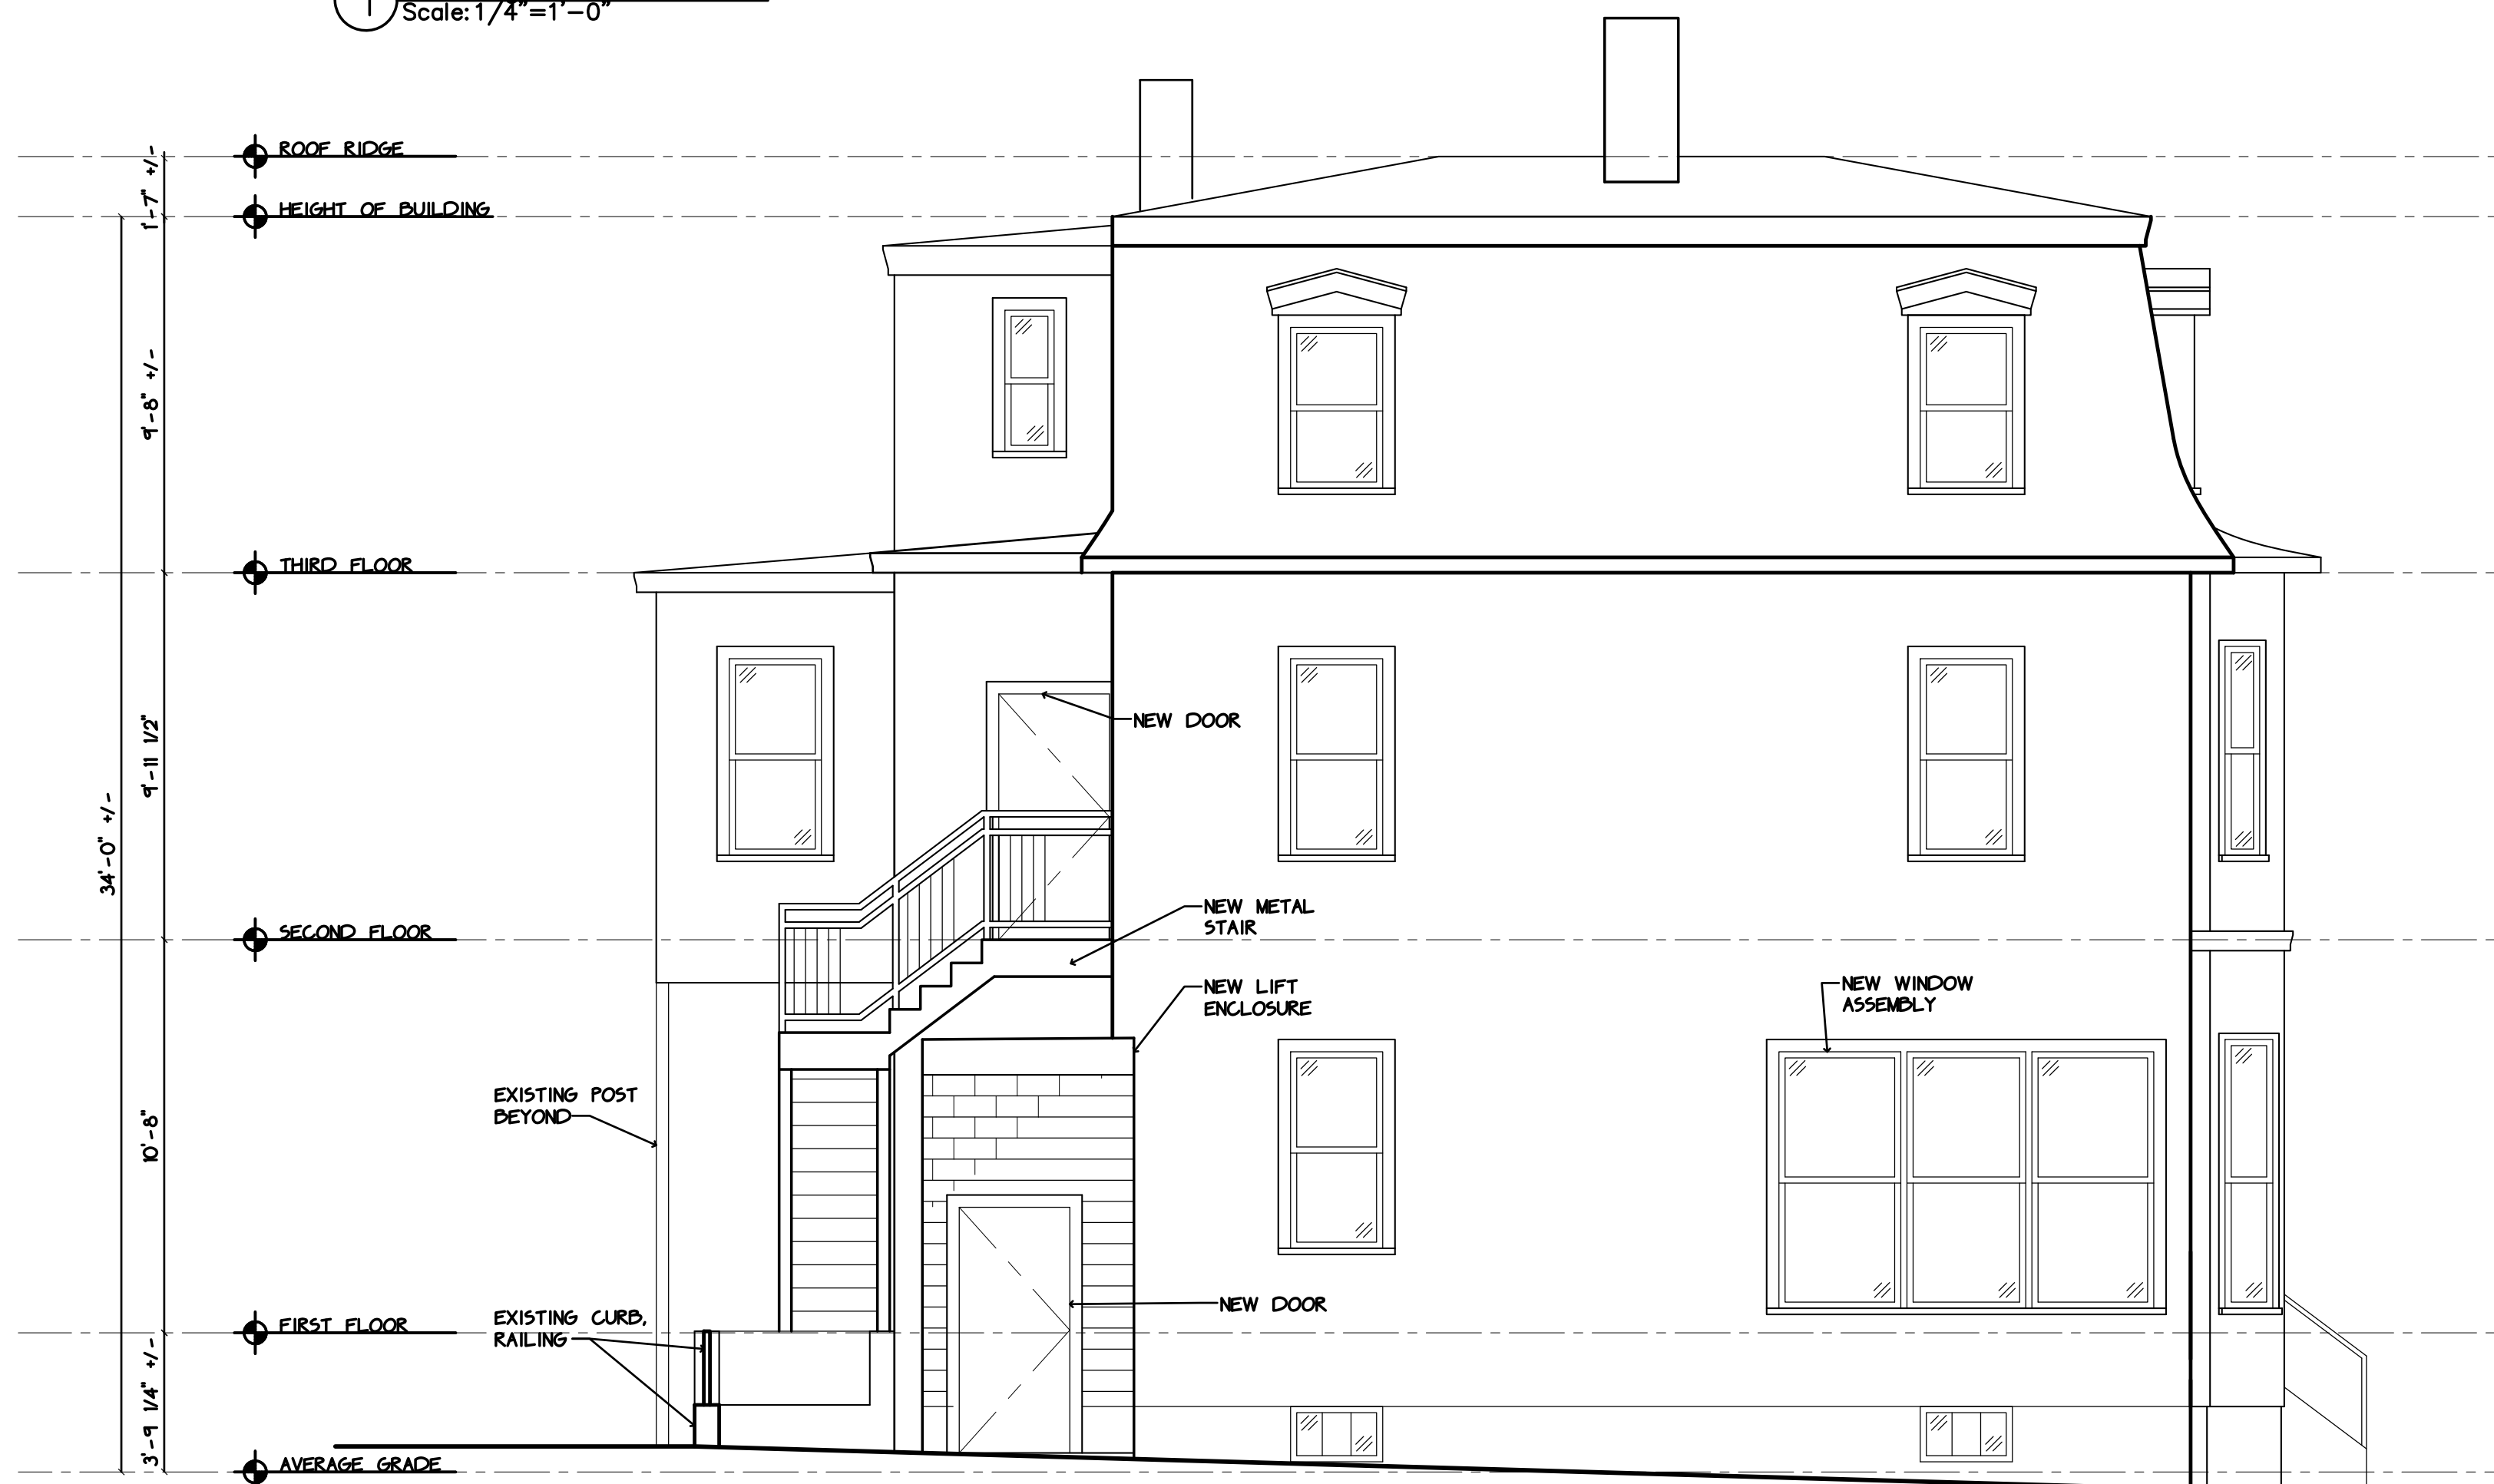 1
Scale: 1/4"=1'-0"
ROOF RIDGE
1'-7" +/-
HEIGHT OF BUILDING
9'-8" +/-
THIRD FLOOR
9'-11 1/2"
NEW DOOR
34'-0" +/-
SECOND FLOOR
NEW METAL
STAIR
NEW LIFT
ENCLOSURE
NEW WINDOW
ASSEMBLY
EXISTING POST
BEYOND
10'-8"
NEW DOOR
EXISTING CURB,
RAILING
FIRST FLOOR
3'-9 1/4" +/-
AVERAGE GRADE